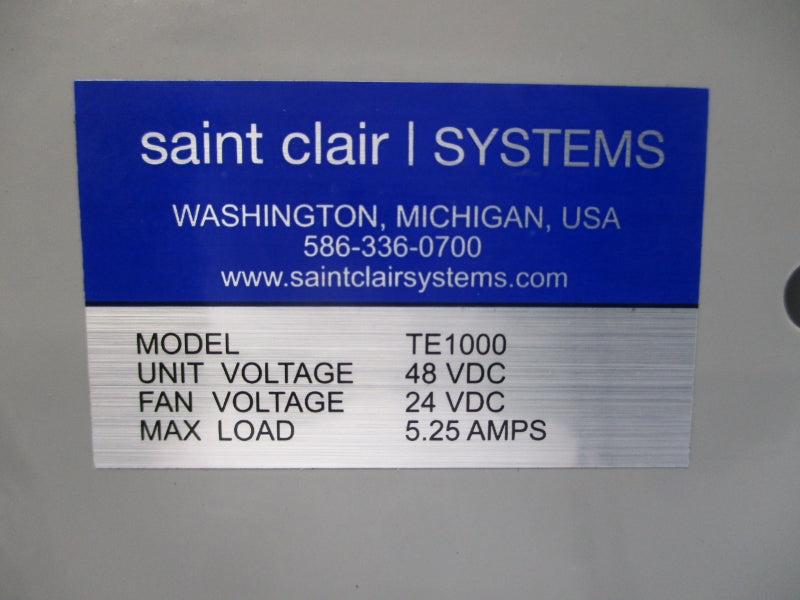 saint clair | SYSTEMS
WASHINGTON, MICHIGAN, USA
586-336-0700
www.saintclairsystems.com
MODEL TE1000
UNIT VOLTAGE 48 VDC
FAN VOLTAGE 24 VDC
MAX LOAD 5.25 AMPS